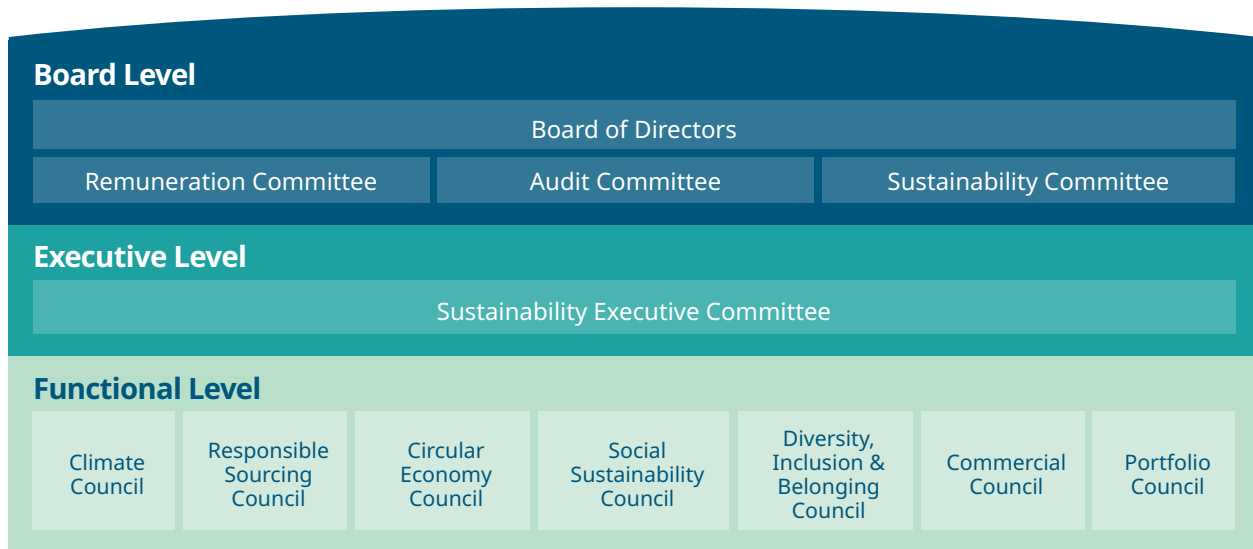 Board Level
Board of Directors
Remuneration Committee
Audit Committee
Sustainability Committee
Executive Level
Sustainability Executive Committee
Functional Level
Climate
Council
Responsible
Sourcing
Council
Circular
Economy
Council
Social
Sustainability
Council
Diversity,
Inclusion &
Belonging
Council
Commercial
Council
Portfolio
Council